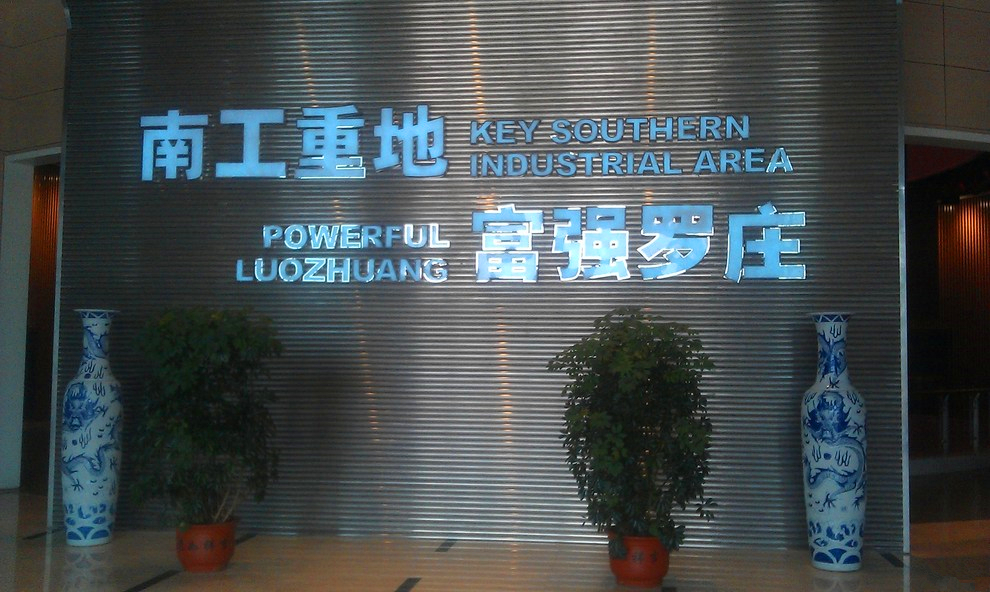 南工重地 KEY SOUTHERN
INDUSTRIAL AREA
POWERFUL
LUOZHUANG 富强罗庄